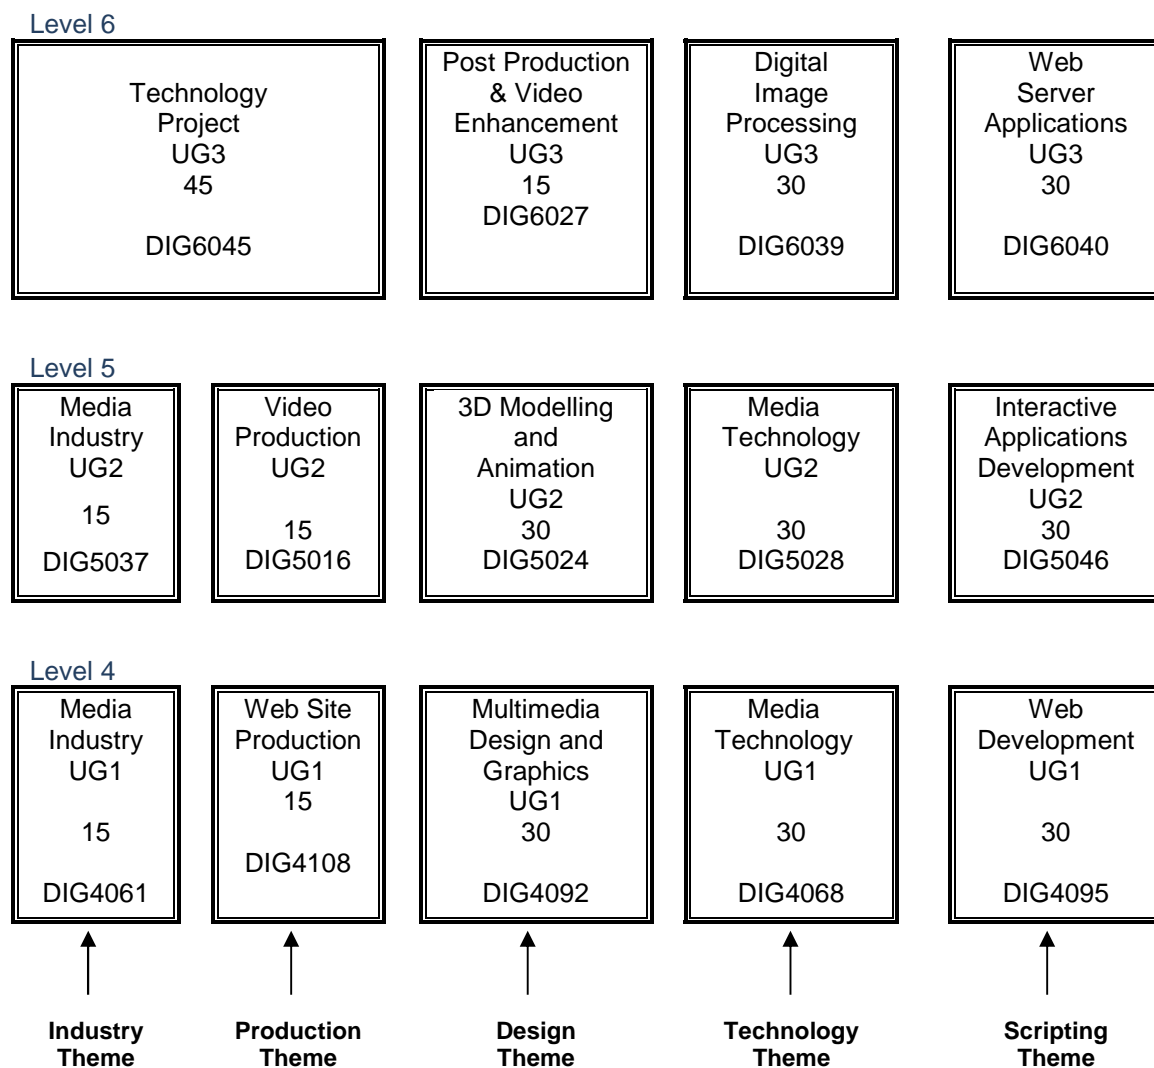 Level 6
Technology
Project
UG3
45
DIG6045
Post Production
& Video
Enhancement
UG3
15
DIG6027
Digital
Image
Processing
UG3
30
DIG6039
Web
Server
Applications
UG3
30
DIG6040
Level 5
Media
Industry
UG2
15
DIG5037
Video
Production
UG2
15
DIG5016
3D Modelling
and
Animation
UG2
30
DIG5024
Media
Technology
UG2
30
DIG5028
Interactive
Applications
Development
UG2
30
DIG5046
Level 4
Media
Industry
UG1
15
DIG4061
Web Site
Production
UG1
15
DIG4108
Multimedia
Design and
Graphics
UG1
30
DIG4092
Media
Technology
UG1
30
DIG4068
Web
Development
UG1
30
DIG4095
Industry
Theme
Production
Theme
Design
Theme
Technology
Theme
Scripting
Theme